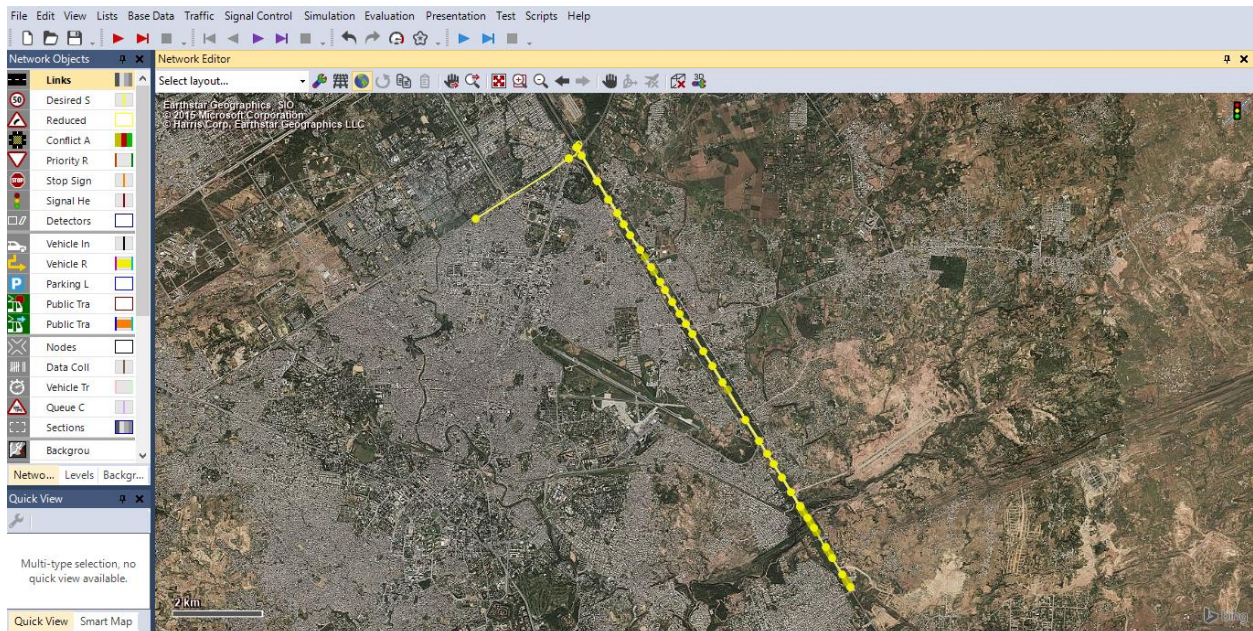 File Edit View Lists Base Data Traffic Signal Control Simulation Evaluation Presentation Test Scripts Help
Network Objects
Network Editor
Select layout...
Links
50 Desired S
Reduced
Conflict A
Priority R
STOP Stop Sign
Signal He
Detectors
Vehicle In
Vehicle R
P Parking L
Public Tra
Public Tra
Nodes
Data Coll
Vehicle Tr
Queue C
Sections
Backgrou
Netwo... Levels Backgr...
Quick View
Multi-type selection, no
quick view available.
Quick View Smart Map
Earthstar Geographics SIO
© 2015 Microsoft Corporation
© Harris Corp, Earthstar Geographics LLC
2 km
bing